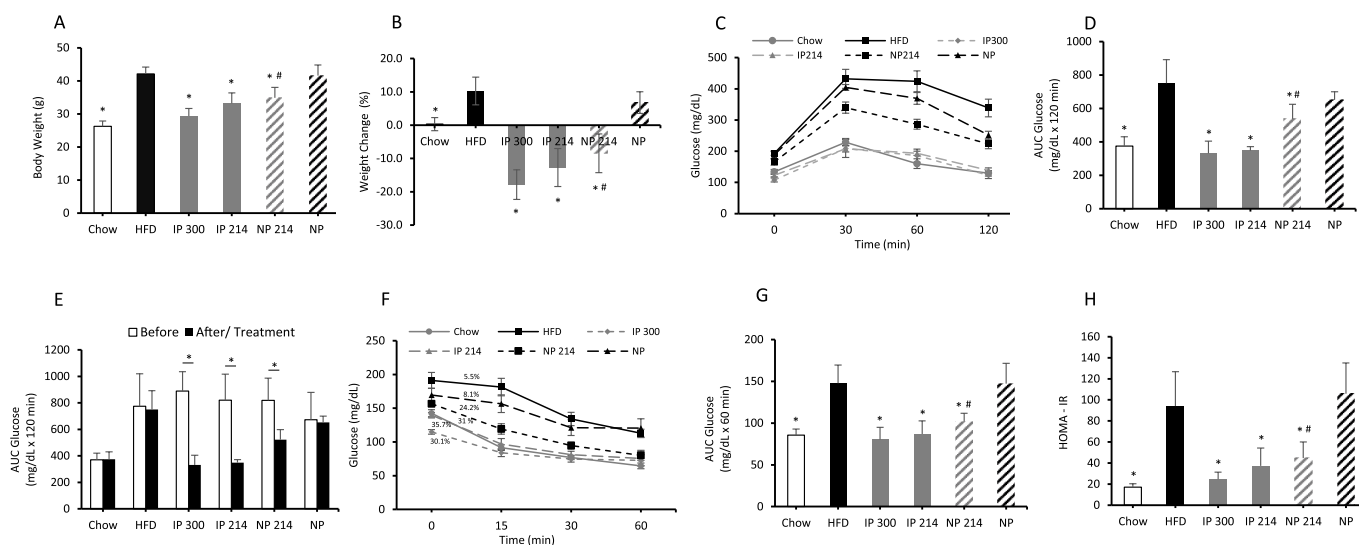 A
Body Weight (g)
50
40
30
20
10
0
*
*
*
* #
Chow HFD IP 300 IP 214 NP 214 NP
B
Weight Change (%)
20.0
10.0
0.0
-10.0
-20.0
-30.0
*
Chow HFD IP 300 IP 214 NP 214 NP
*
*
* #
C
Chow HFD IP300
IP214 NP214 NP
Glucose (mg/dL)
500
400
300
200
100
0
0 30 60 120
Time (min)
D
AUC Glucose
(mg/dL x 120 min)
1000
800
600
400
200
0
*
*
*
* #
Chow HFD IP 300 IP 214 NP 214 NP
E
Before After/ Treatment
AUC Glucose
(mg/dL x 120 min)
1200
1000
800
600
400
200
0
*
*
*
Chow HFD IP 300 IP 214 NP 214 NP
F
Chow HFD IP 300
IP 214 NP 214 NP
Glucose (mg/dL)
250
200
150
100
50
0
5.5%
8.1%
24.2%
31 %
35.7%
30.1%
0 15 30 60
Time (min)
G
AUC Glucose
(mg/dL x 60 min)
200
150
100
50
0
*
*
*
* #
Chow HFD IP 300 IP 214 NP 214 NP
H
HOMA - IR
160
140
120
100
80
60
40
20
0
*
*
*
* #
Chow HFD IP 300 IP 214 NP 214 NP